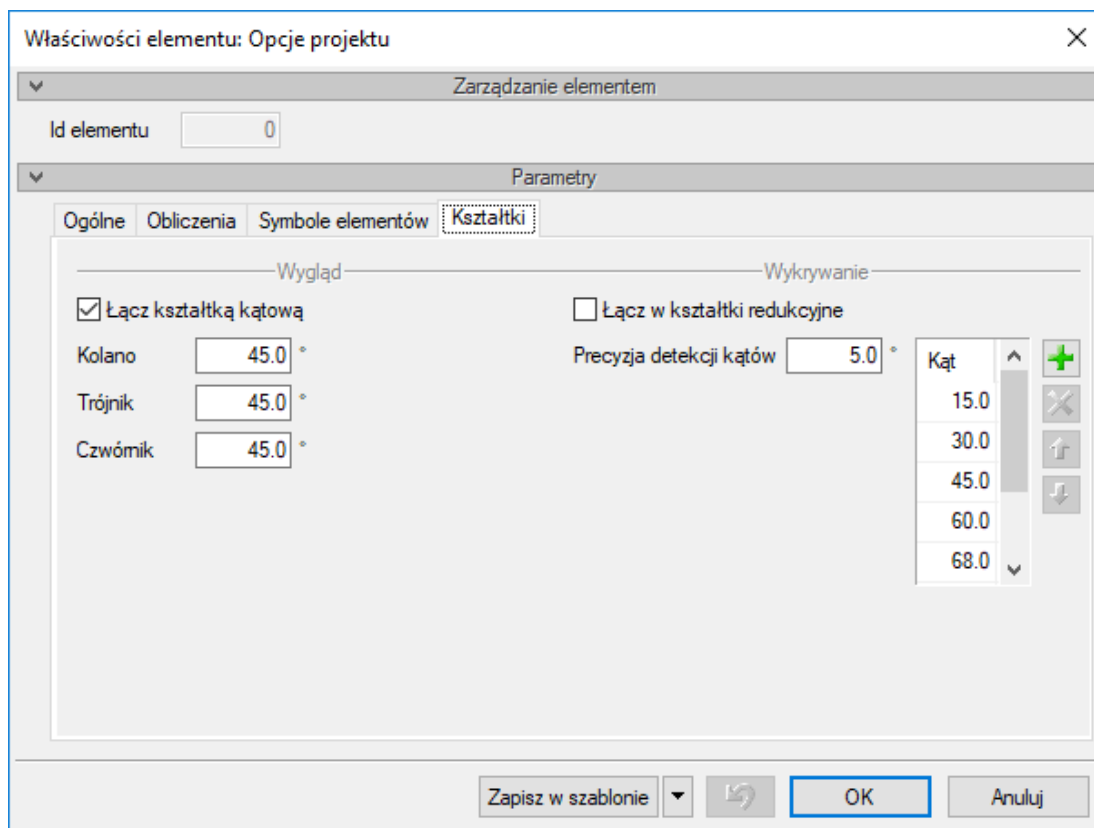 Właściwości elementu: Opcje projektu
Zarządzanie elementem
Id elementu 0
Parametry
Ogólne Obliczenia Symbole elementów Kształtki
Wygląd Wykrywanie
Łącz kształtką kątową Łącz w kształtki redukcyjne
Kolano 45.0 ° Precyzja detekcji kątów 5.0 ° Kąt
15.0
Trójnik 45.0 °
30.0
Czwórnik 45.0 °
45.0
60.0
68.0
Zapisz w szablonie OK Anuluj